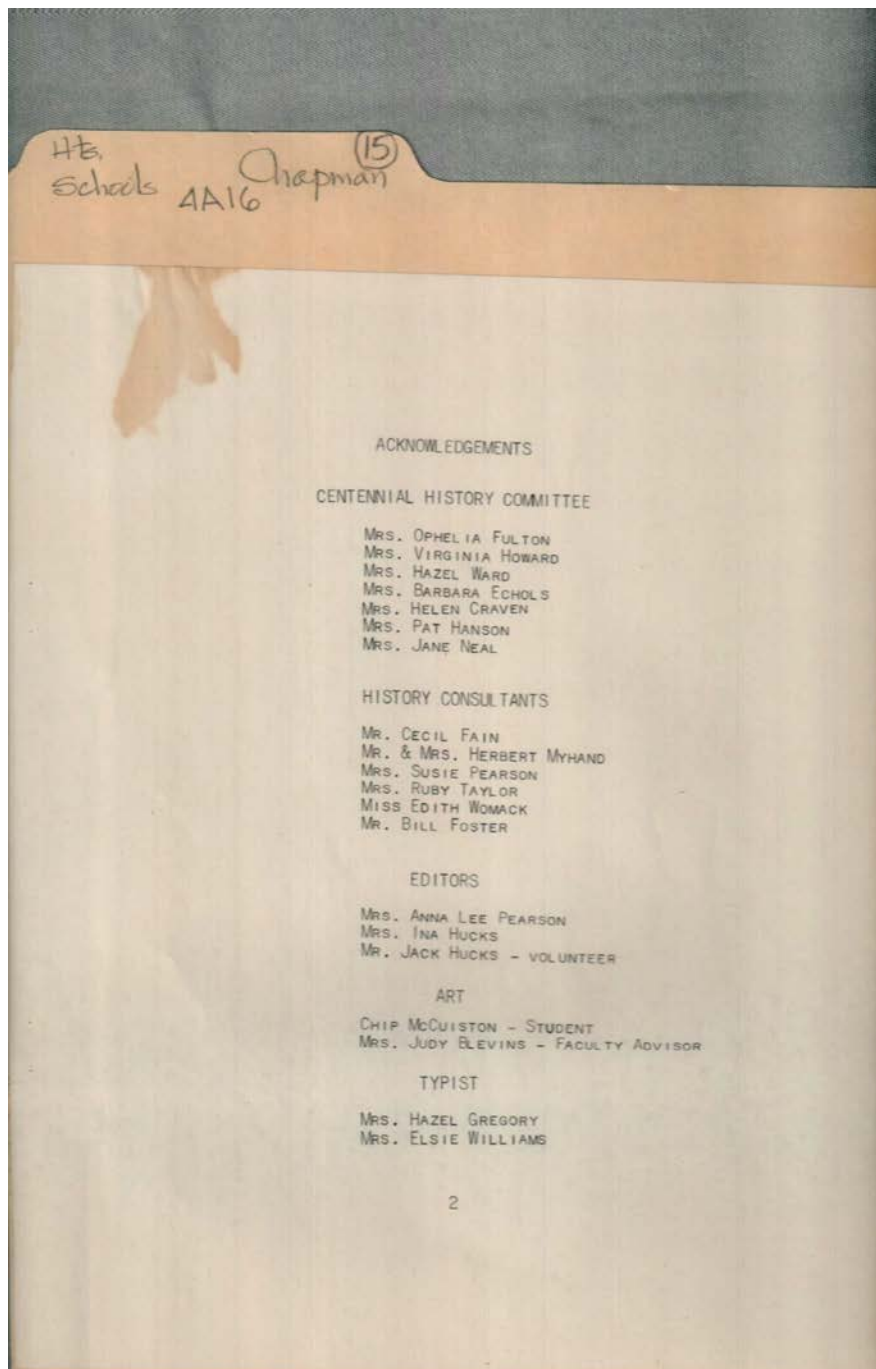 Hts.
Schools 4A16 Chapman (15)
ACKNOWLEDGEMENTS
CENTENNIAL HISTORY COMMITTEE
MRS. OPHELIA FULTON
MRS. VIRGINIA HOWARD
MRS. HAZEL WARD
MRS. BARBARA ECHOLS
MRS. HELEN CRAVEN
MRS. PAT HANSON
MRS. JANE NEAL
HISTORY CONSULTANTS
MR. CECIL FAIN
MR. & MRS. HERBERT MYHAND
MRS. SUSIE PEARSON
MRS. RUBY TAYLOR
MISS EDITH WOMACK
MR. BILL FOSTER
EDITORS
MRS. ANNA LEE PEARSON
MRS. INA HUCKS
MR. JACK HUCKS - VOLUNTEER
ART
CHIP MCCUISTON - STUDENT
MRS. JUDY BLEVINS - FACULTY ADVISOR
TYPIST
MRS. HAZEL GREGORY
MRS. ELSIE WILLIAMS
2